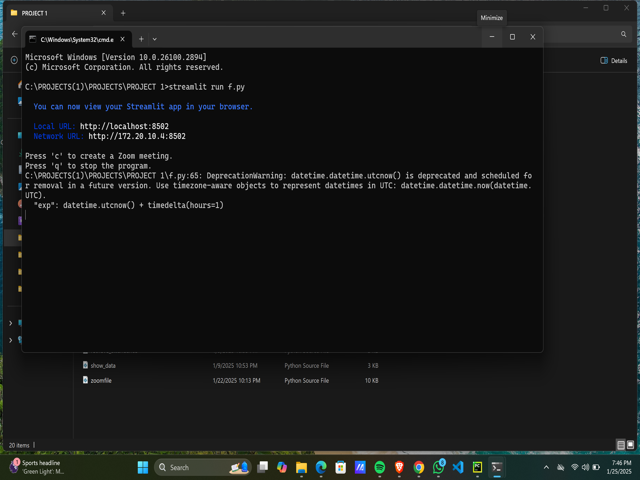 PROJECT 1
Minimize
C:\Windows\System32\cmd.e
Details
Microsoft Windows [Version 10.0.26100.2894]
(c) Microsoft Corporation. All rights reserved.
C:\PROJECTS(1)\PROJECTS\PROJECT 1>streamlit run f.py
You can now view your Streamlit app in your browser.
Local URL: http://localhost:8502
Network URL: http://172.20.10.4:8502
Press 'c' to create a Zoom meeting.
Press 'q' to stop the program.
C:\PROJECTS(1)\PROJECTS\PROJECT 1\f.py:65: DeprecationWarning: datetime.datetime.utcnow() is deprecated and scheduled fo
r removal in a future version. Use timezone-aware objects to represent datetimes in UTC: datetime.datetime.now(datetime.
UTC).
"exp": datetime.utcnow() + timedelta(hours=1)
show_data 1/9/2025 10:53 PM Python Source File 3 KB
zoomfile 1/22/2025 10:13 PM Python Source File 10 KB
20 items
Sports headline
'Green Light': M...
Search
7:46 PM
1/25/2025